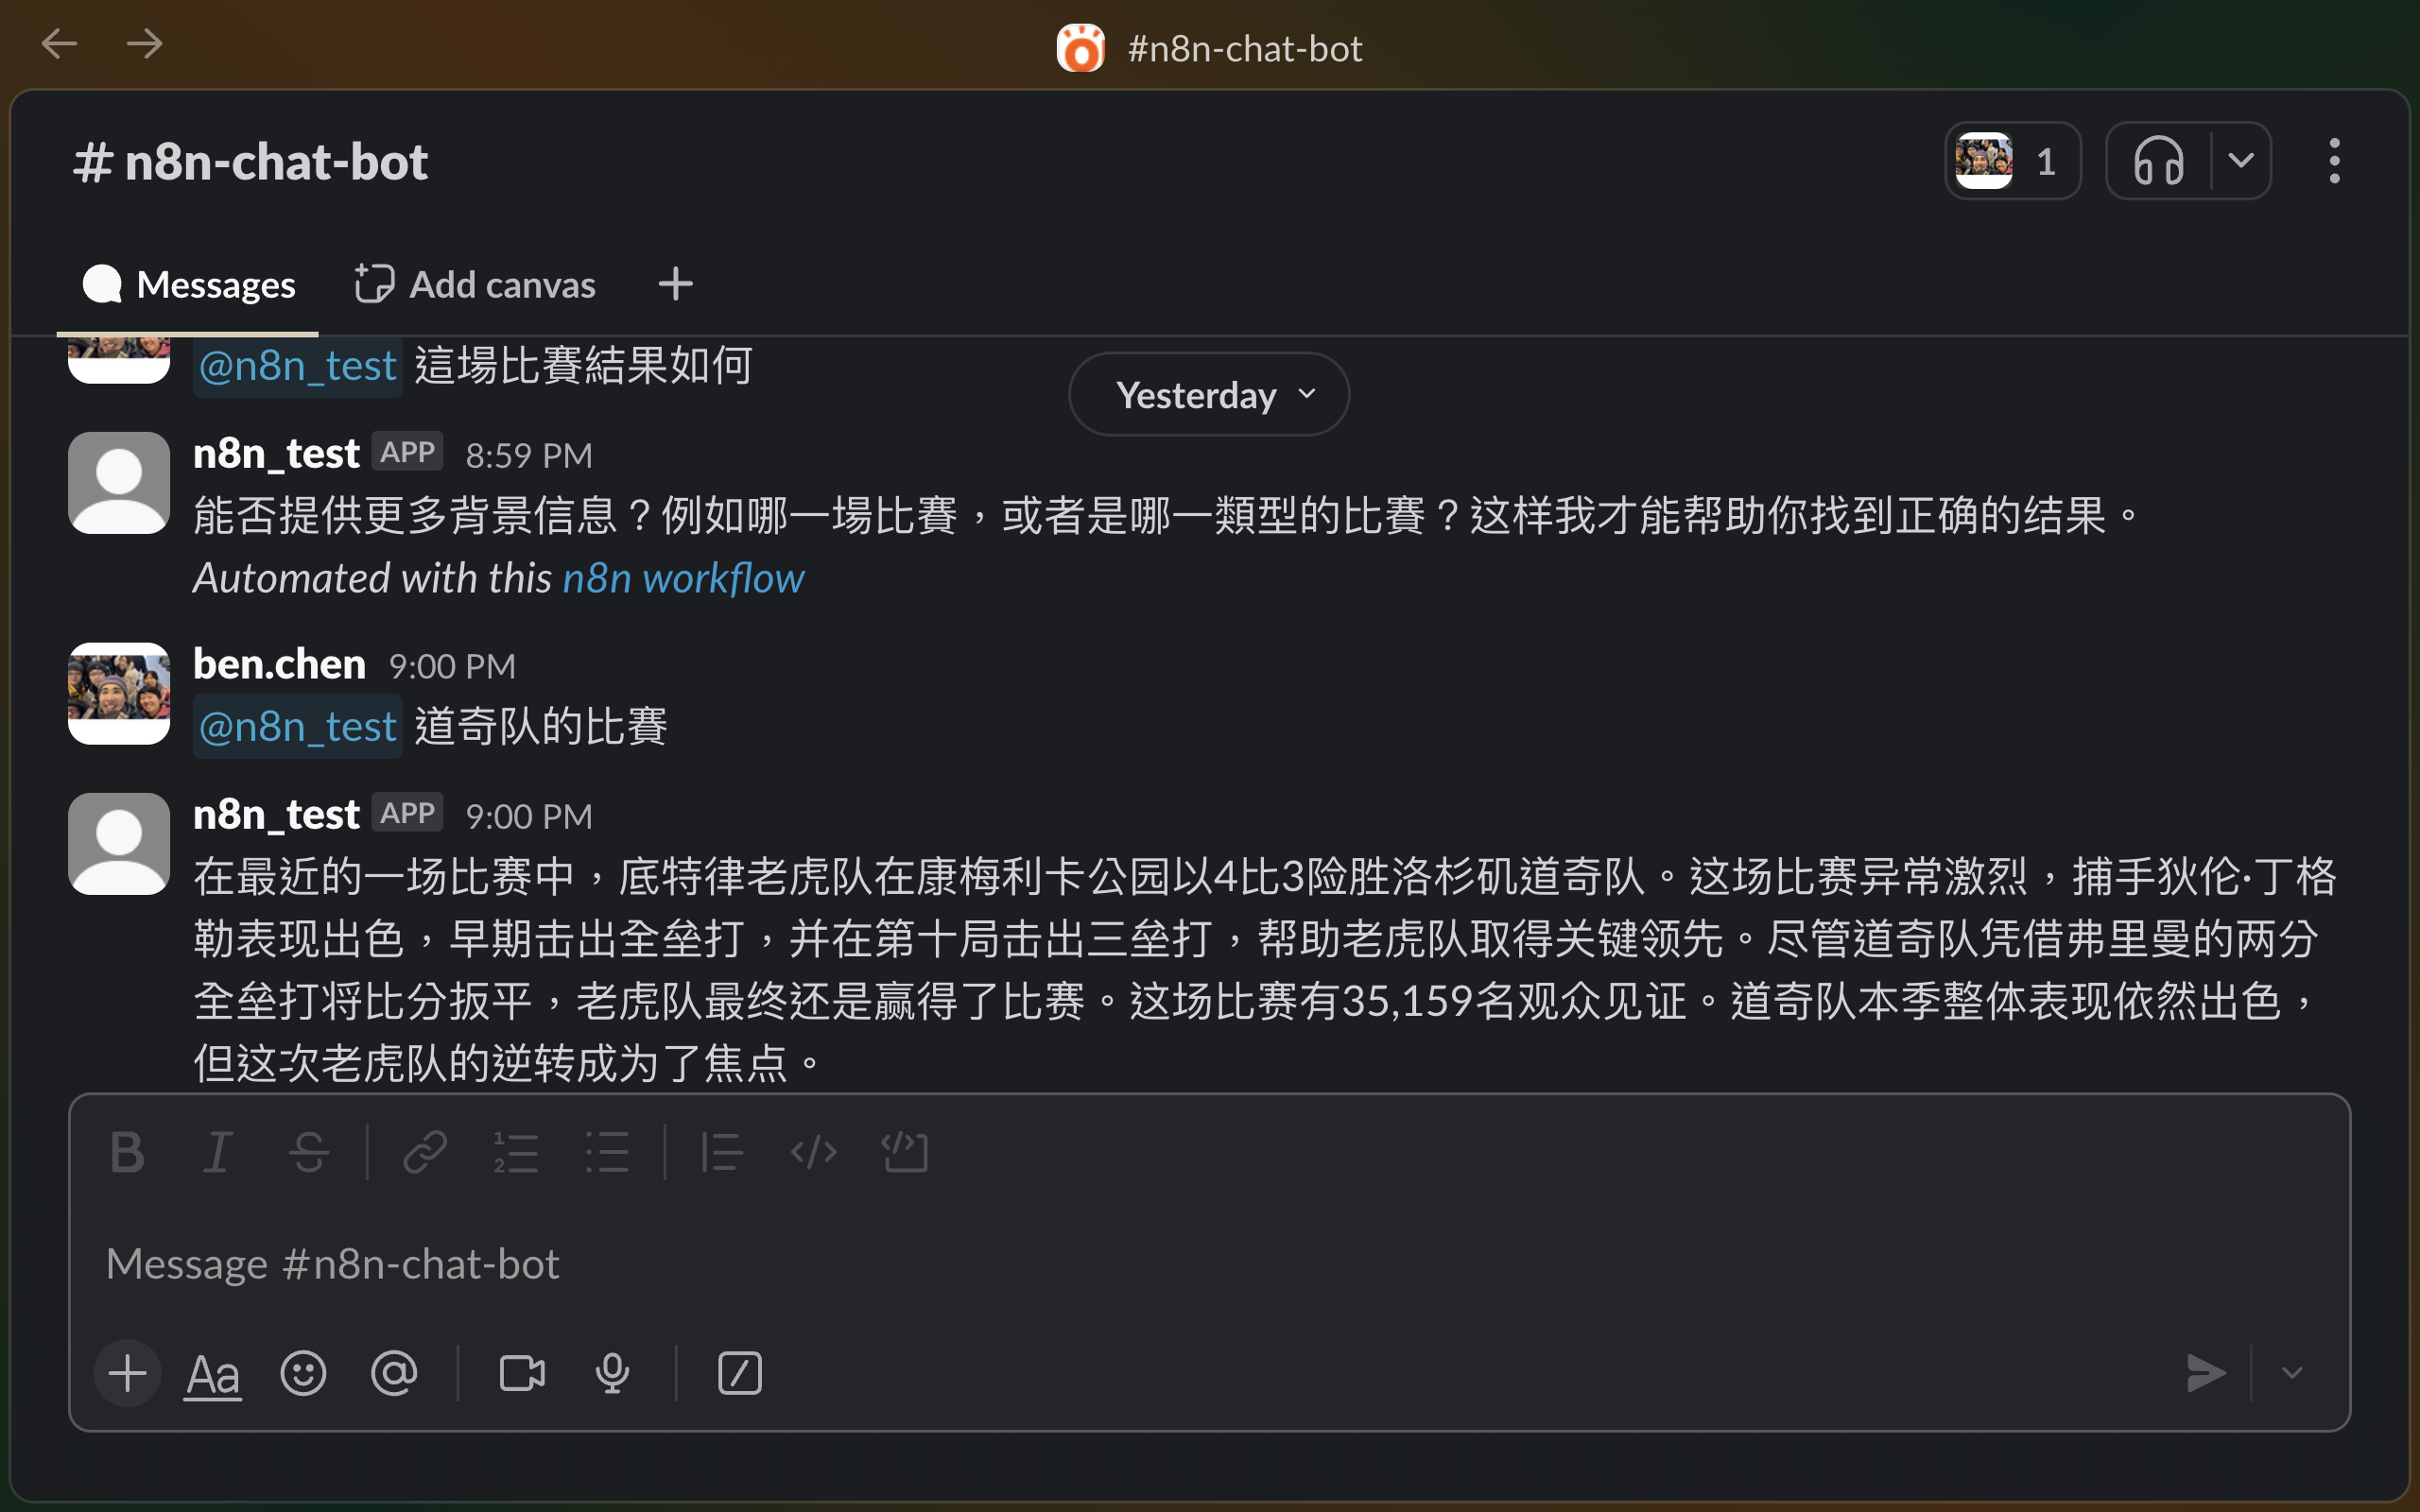 #n8n-chat-bot
# n8n-chat-bot
1
Messages Add canvas
@n8n_test 這場比賽結果如何
Yesterday
n8n_test APP 8:59 PM
能否提供更多背景信息？例如哪一場比賽，或者是哪一類型的比賽？这样我才能帮助你找到正确的结果。
Automated with this n8n workflow
ben.chen 9:00 PM
@n8n_test 道奇队的比賽
n8n_test APP 9:00 PM
在最近的一场比赛中，底特律老虎队在康梅利卡公园以4比3险胜洛杉矶道奇队。这场比赛异常激烈，捕手狄伦·丁格
勒表现出色，早期击出全垒打，并在第十局击出三垒打，帮助老虎队取得关键领先。尽管道奇队凭借弗里曼的两分
全垒打将比分扳平，老虎队最终还是赢得了比赛。这场比赛有35,159名观众见证。道奇队本季整体表现依然出色，
但这次老虎队的逆转成为了焦点。
Message #n8n-chat-bot
Aa